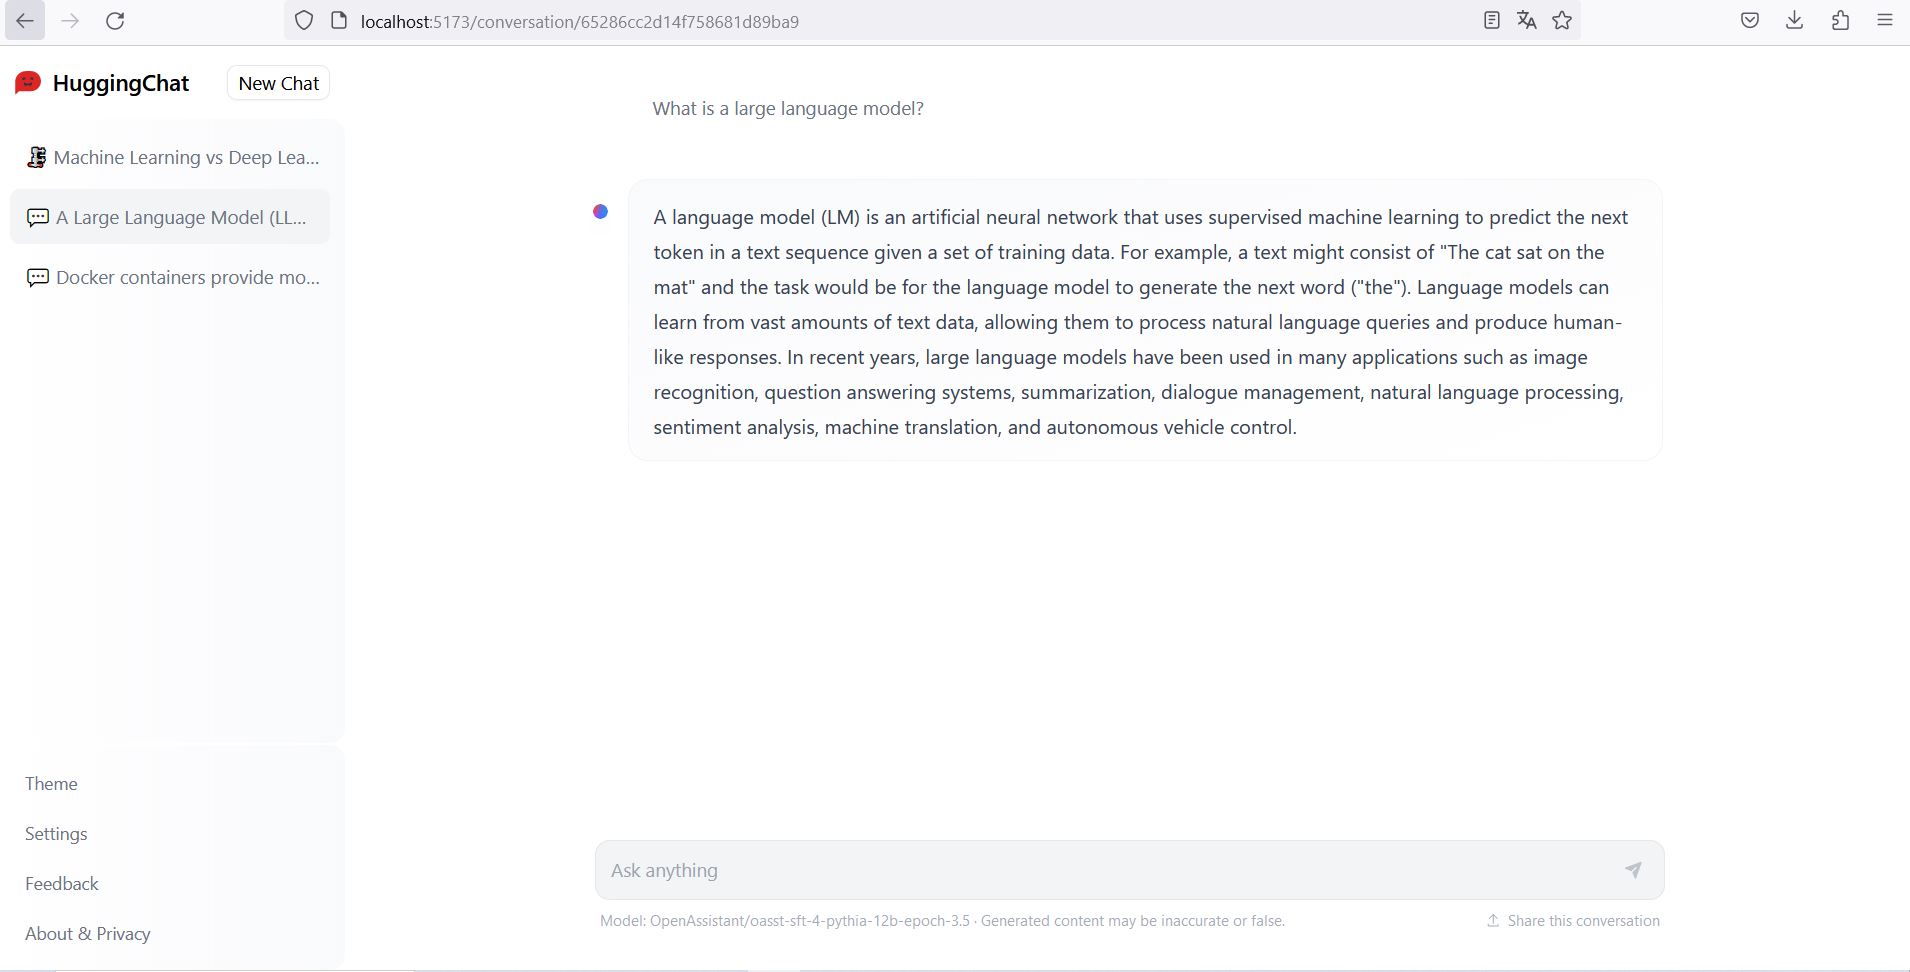 localhost:5173/conversation/65286cc2d14f758681d89ba9
HuggingChat
New Chat
Machine Learning vs Deep Lea...
A Large Language Model (LL...
Docker containers provide mo...
Theme
Settings
Feedback
About & Privacy
What is a large language model?
A language model (LM) is an artificial neural network that uses supervised machine learning to predict the next
token in a text sequence given a set of training data. For example, a text might consist of "The cat sat on the
mat" and the task would be for the language model to generate the next word ("the"). Language models can
learn from vast amounts of text data, allowing them to process natural language queries and produce human-
like responses. In recent years, large language models have been used in many applications such as image
recognition, question answering systems, summarization, dialogue management, natural language processing,
sentiment analysis, machine translation, and autonomous vehicle control.
Ask anything
Model: OpenAssistant/oasst-sft-4-pythia-12b-epoch-3.5 · Generated content may be inaccurate or false.
Share this conversation